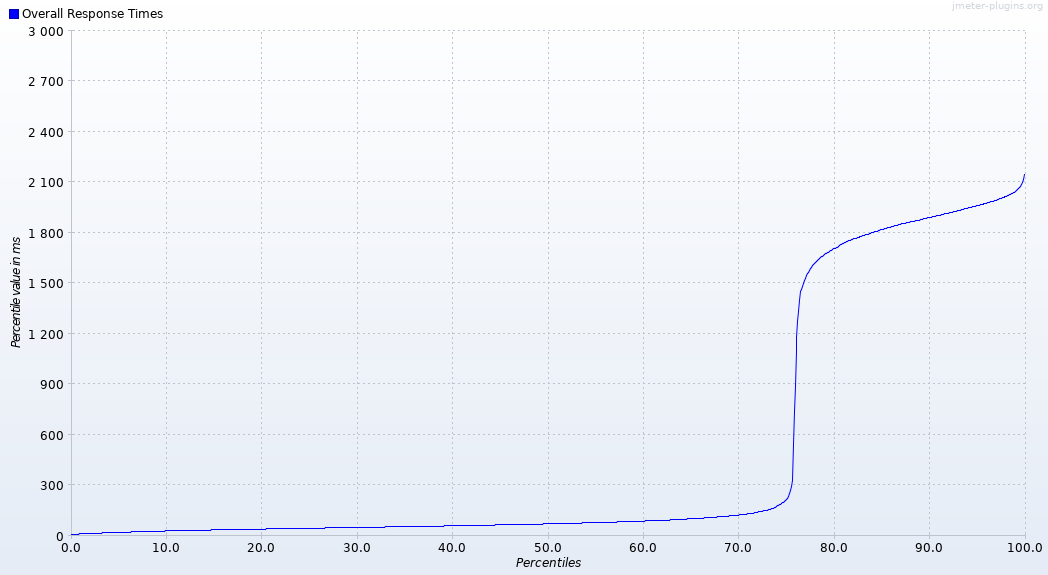 jmeter-plugins.org
Overall Response Times
3 000
2 700
2 400
2 100
1 800
1 500
1 200
900
600
300
0
Percentile value in ms
0.0 10.0 20.0 30.0 40.0 50.0 60.0 70.0 80.0 90.0 100.0
Percentiles